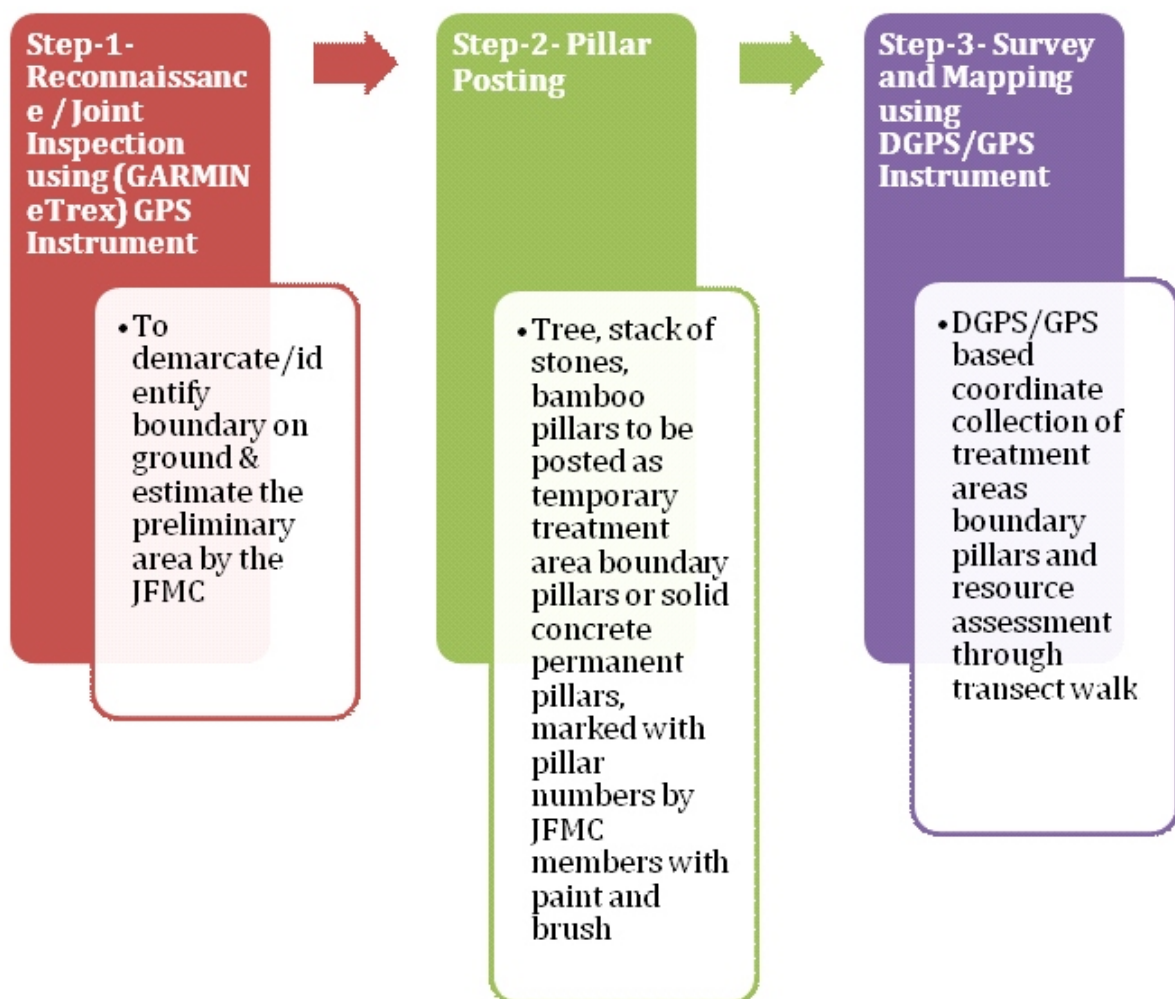 Step-1-
Reconnaissanc
e / Joint
Inspection
using (GARMIN
eTrex) GPS
Instrument
• To
demarcate/id
entify
boundary on
ground &
estimate the
preliminary
area by the
JFMC
Step-2- Pillar
Posting
• Tree, stack of
stones,
bamboo
pillars to be
posted as
temporary
treatment
area boundary
pillars or solid
concrete
permanent
pillars,
marked with
pillar
numbers by
JFMC
members with
paint and
brush
Step-3- Survey
and Mapping
using
DGPS/GPS
Instrument
• DGPS/GPS
based
coordinate
collection of
treatment
areas
boundary
pillars and
resource
assessment
through
transect walk